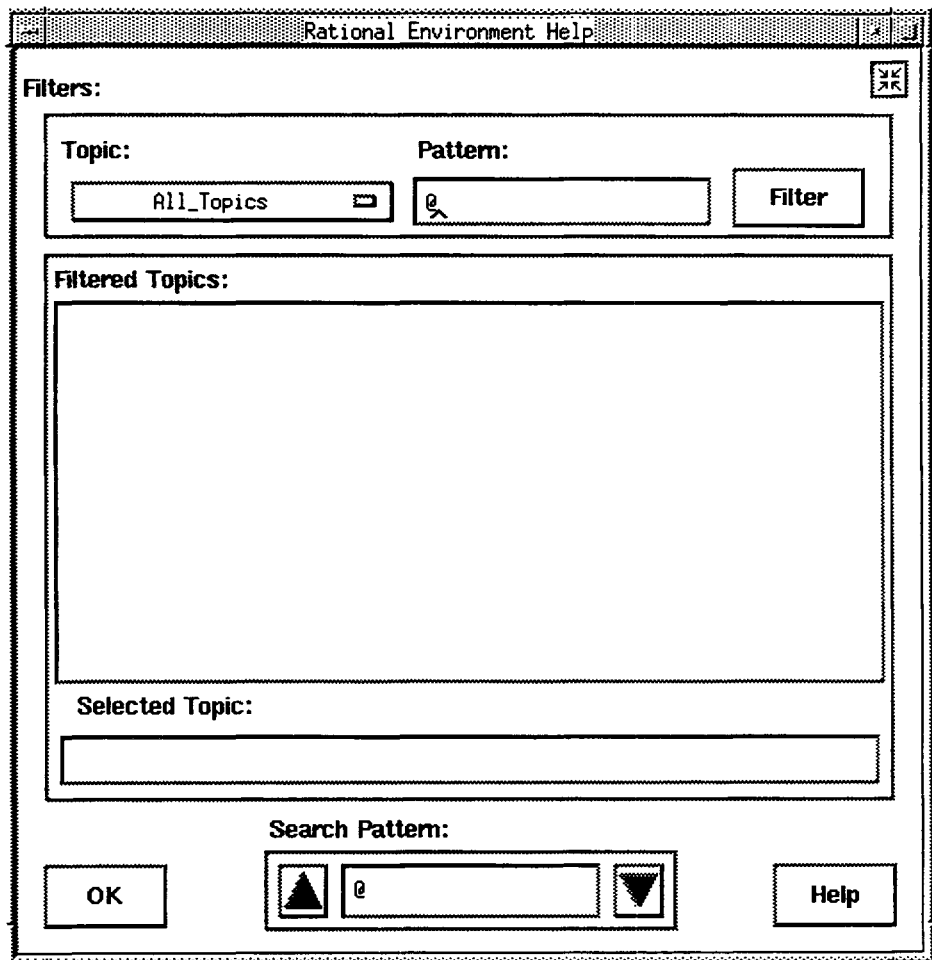 Rational Environment Help
Filters:
Topic: Pattern:
All_Topics @ Filter
Filtered Topics:
Selected Topic:
Search Pattern:
OK @ Help